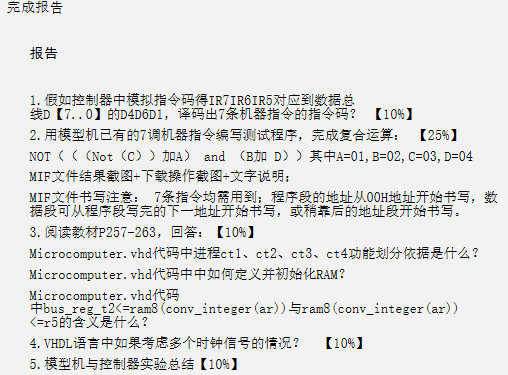 完成报告
报告
1.假如控制器中模拟指令码得IR7IR6IR5对应到数据总
线D【7..0】的D4D6D1，译码出7条机器指令的指令码？ 【10%】
2.用模型机已有的7调机器指令编写测试程序，完成复合运算： 【25%】
NOT（（（Not（C））加A） and （B加 D））其中A=01,B=02,C=03,D=04
MIF文件结果截图+下载操作截图+文字说明；
MIF文件书写注意： 7条指令均需用到；程序段的地址从00H地址开始书写，数
据段可从程序段写完的下一地址开始书写，或稍靠后的地址段开始书写。
3.阅读教材P257-263，回答：【10%】
Microcomputer.vhd代码中进程ct1、ct2、ct3、ct4功能划分依据是什么？
Microcomputer.vhd代码中中如何定义并初始化RAM？
Microcomputer.vhd代码
中bus_reg_t2<=ram8(conv_integer(ar))与ram8(conv_integer(ar))
<=r5的含义是什么？
4.VHDL语言中如果考虑多个时钟信号的情况？ 【10%】
5.模型机与控制器实验总结【10%】